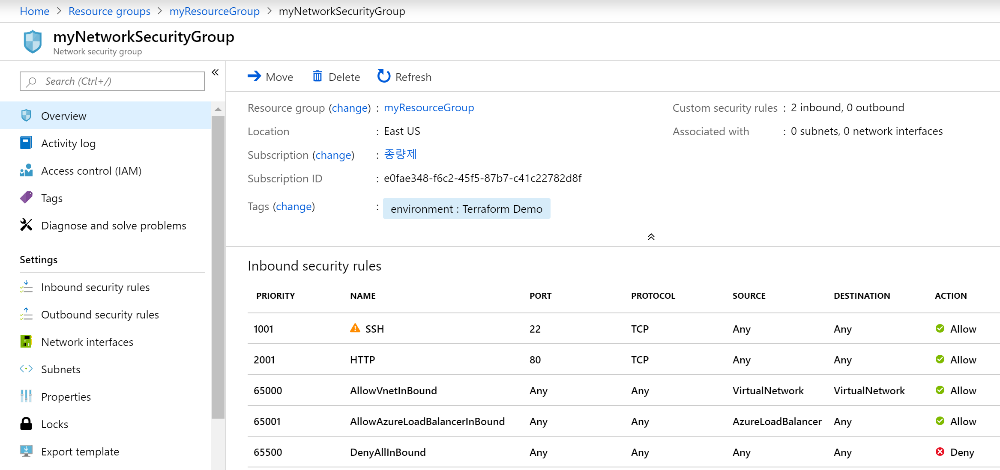 Home > Resource groups > myResourceGroup > myNetworkSecurityGroup
myNetworkSecurityGroup
Network security group
Search (Ctrl+/)
«
Overview
Activity log
Access control (IAM)
Tags
Diagnose and solve problems
Settings
Inbound security rules
Outbound security rules
Network interfaces
Subnets
Properties
Locks
Export template
Move Delete Refresh
Resource group (change) : myResourceGroup
Location : East US
Subscription (change) : 종량제
Subscription ID : e0fae348-f6c2-45f5-87b7-c41c22782d8f
Tags (change) : environment : Terraform Demo
Custom security rules : 2 inbound, 0 outbound
Associated with : 0 subnets, 0 network interfaces
Inbound security rules
PRIORITY NAME PORT PROTOCOL SOURCE DESTINATION ACTION
1001 SSH 22 TCP Any Any Allow
2001 HTTP 80 TCP Any Any Allow
65000 AllowVnetInBound Any Any VirtualNetwork VirtualNetwork Allow
65001 AllowAzureLoadBalancerInBound Any Any AzureLoadBalancer Any Allow
65500 DenyAllInBound Any Any Any Any Deny